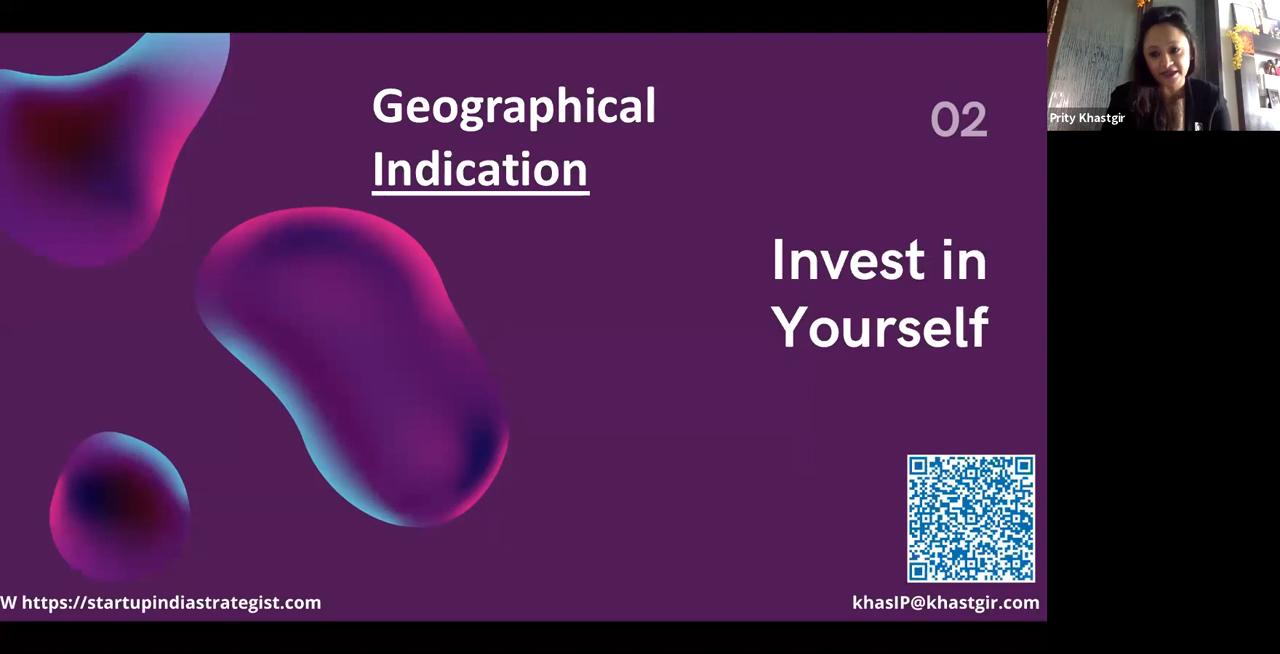 Geographical
Indication
02
Invest in
Yourself
W https://startupindiastrategist.com
khasIP@khastgir.com
Prity Khastgir